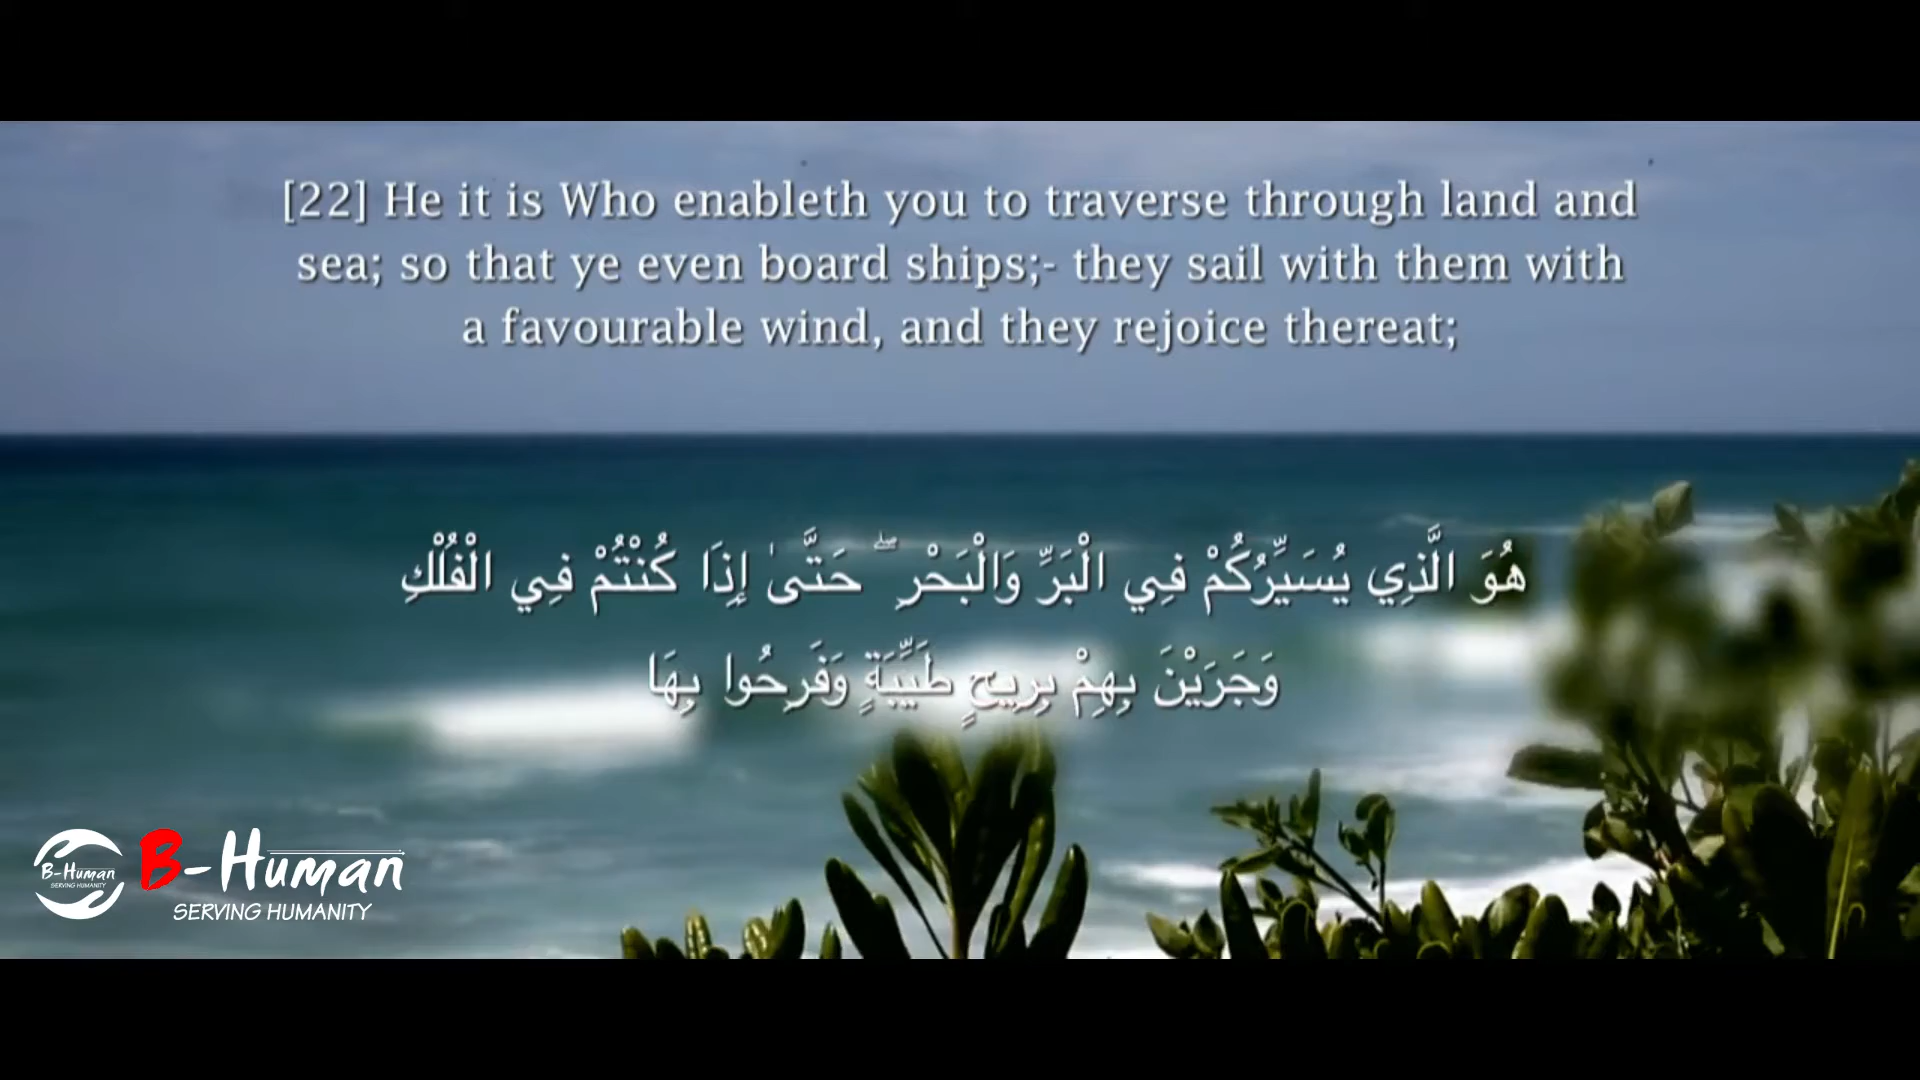 [22] He it is Who enableth you to traverse through land and
sea; so that ye even board ships;- they sail with them with
a favourable wind, and they rejoice thereat;
هُوَ الَّذِي يُسَيِّرُكُمْ فِي الْبَرِّ وَالْبَحْرِ ۖ حَتَّىٰ إِذَا كُنْتُمْ فِي الْفُلْكِ
وَجَرَيْنَ بِهِمْ بِرِيحٍ طَيِّبَةٍ وَفَرِحُوا بِهَا
B-Human
SERVING HUMANITY
B-Human
SERVING HUMANITY